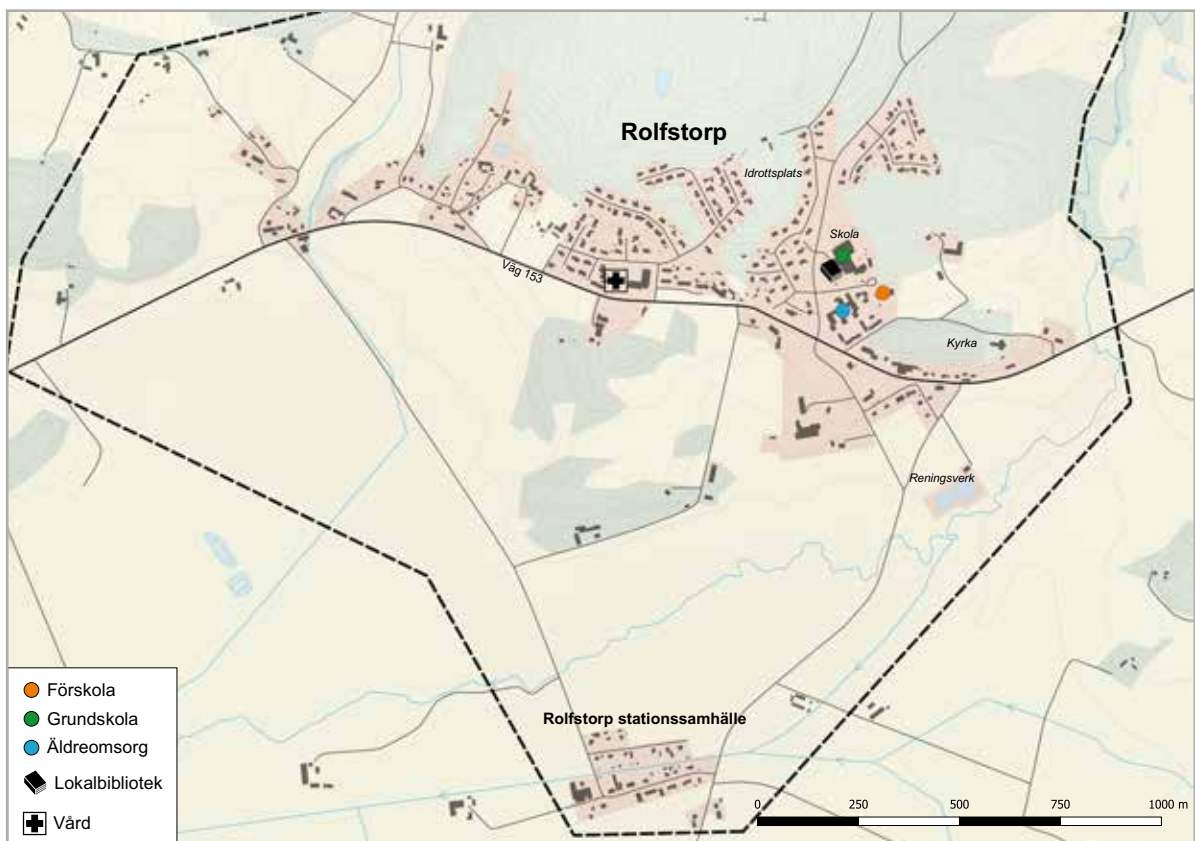 Rolfstorp
Idrottsplats
Skola
Väg 153
Kyrka
Reningsverk
Rolfstorp stationssamhälle
Förskola
Grundskola
Äldreomsorg
Lokalbibliotek
Vård
0 250 500 750 1000 m